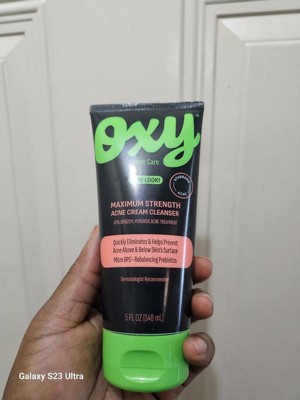 Oxy
Acne Care
NEW LOOK!
MAXIMUM STRENGTH
ACNE CREAM CLEANSER
10% BENZOYL PEROXIDE ACNE TREATMENT
Quickly Eliminates & Helps Prevent
Acne Above & Below Skin's Surface
Micro BPO + Rebalancing Prebiotics
Dermatologist Recommended
5 FL OZ (148 mL)
Galaxy S23 Ultra